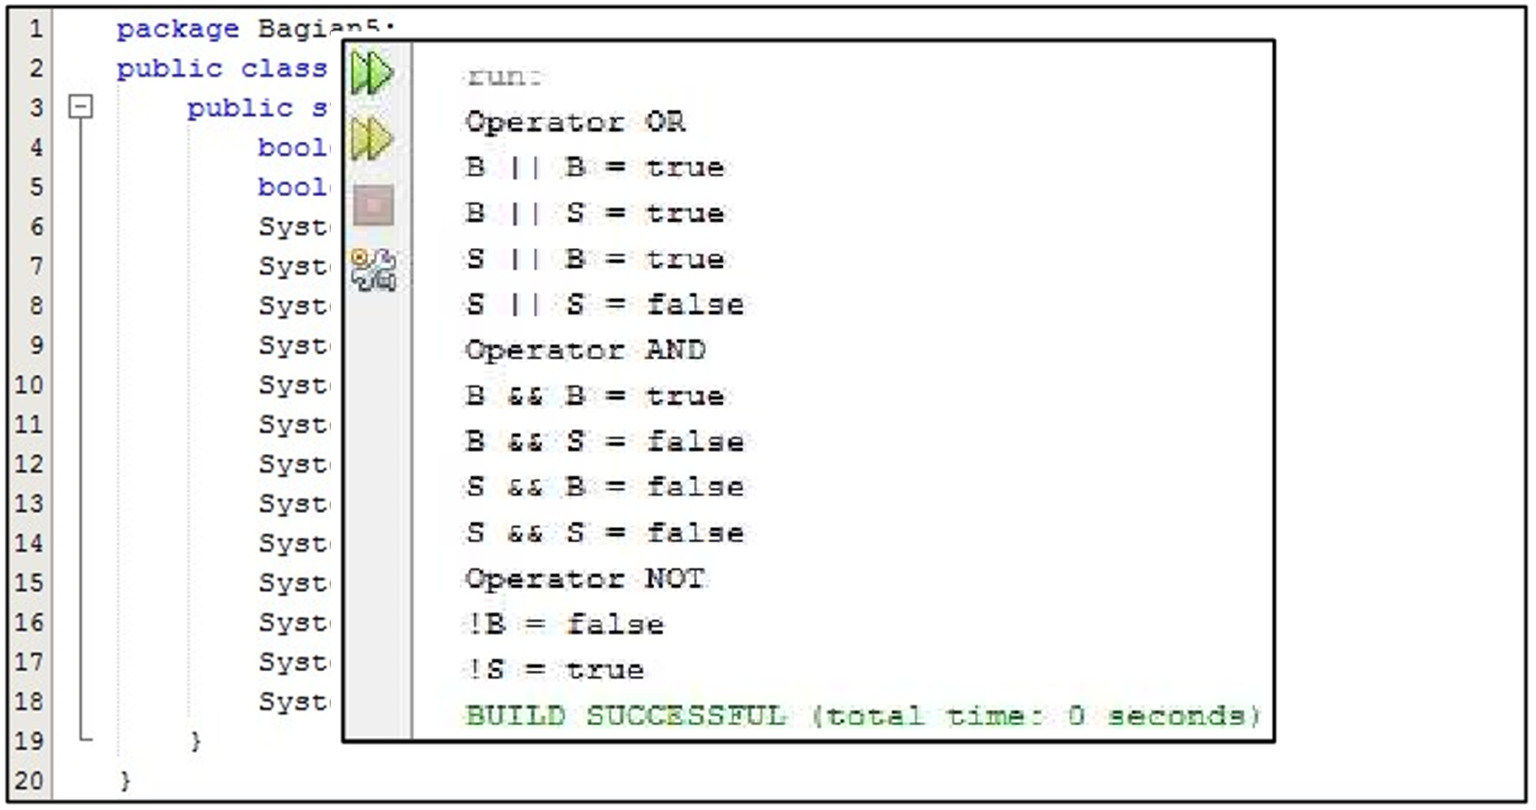 1 package Bagian5;
2 public class
3 public s
4 bool
5 bool
6 Syst
7 Syst
8 Syst
9 Syst
10 Syst
11 Syst
12 Syst
13 Syst
14 Syst
15 Syst
16 Syst
17 Syst
18 Syst
19 }
20 }
run:
Operator OR
B || B = true
B || S = true
S || B = true
S || S = false
Operator AND
B && B = true
B && S = false
S && B = false
S && S = false
Operator NOT
!B = false
!S = true
BUILD SUCCESSFUL (total time: 0 seconds)